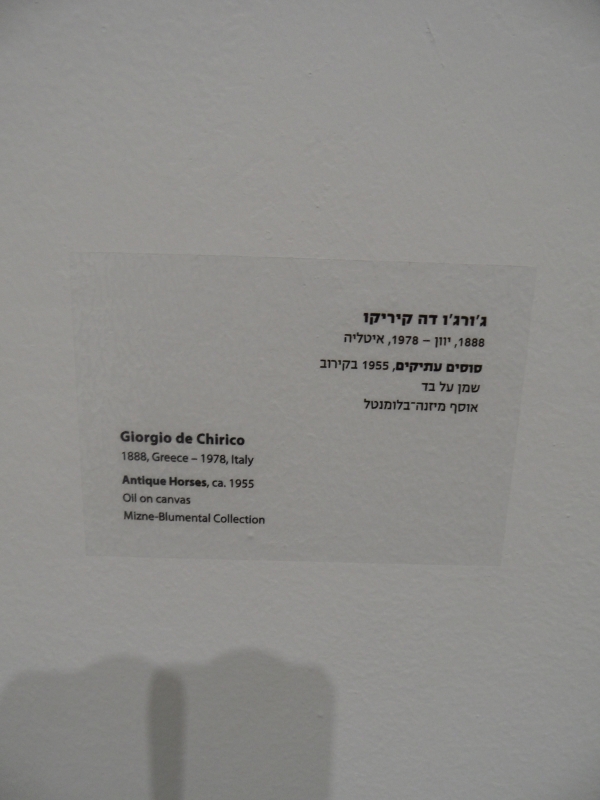 ג'ורג'ו דה קיריקו
1888, יוון – 1978, איטליה
סוסים עתיקים, 1955 בקירוב
שמן על בד
אוסף מיזנה־בלומנטל
Giorgio de Chirico
1888, Greece – 1978, Italy
Antique Horses, ca. 1955
Oil on canvas
Mizne-Blumental Collection